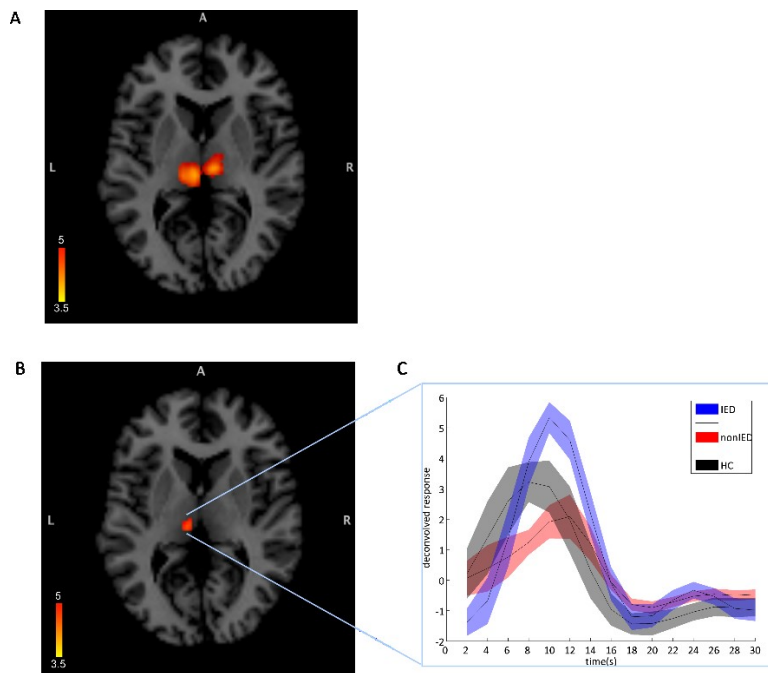 A
A
L
R
5
3.5
B
A
L
R
5
3.5
C
6
5
4
3
2
1
0
-1
-2
deconvolved response
IED
nonIED
HC
0 2 4 6 8 10 12 14 16 18 20 22 24 26 28 30
time(s)